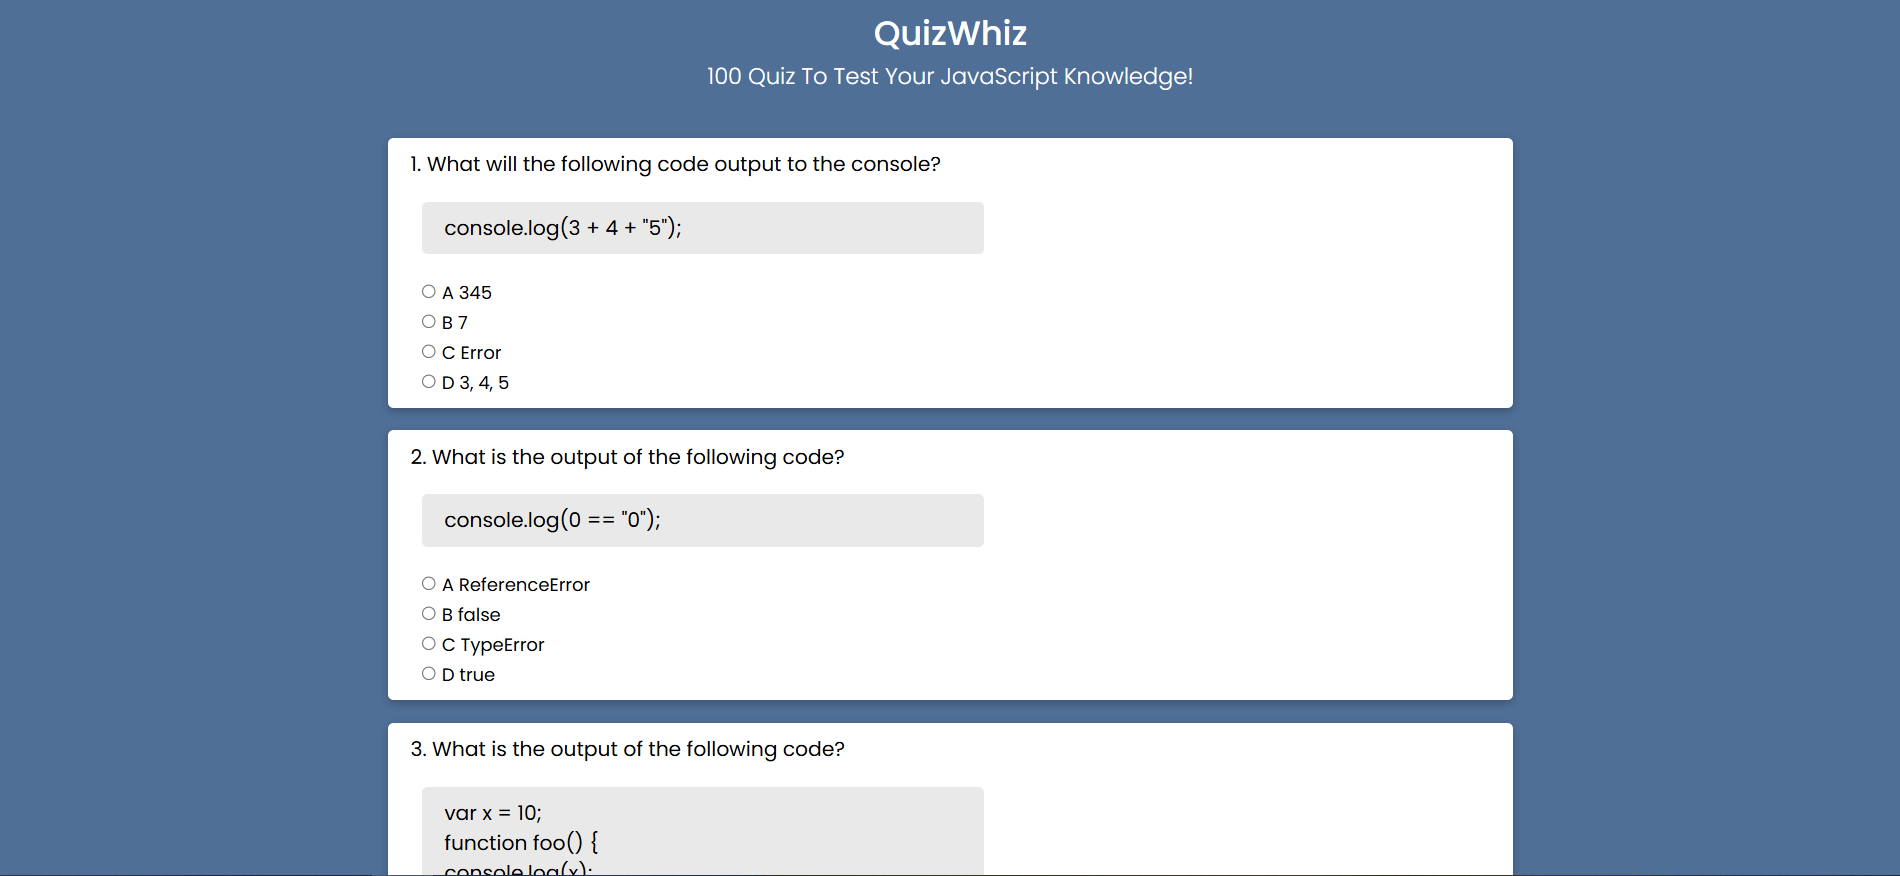 QuizWhiz
100 Quiz To Test Your JavaScript Knowledge!
1. What will the following code output to the console?
console.log(3 + 4 + "5");
A 345
B 7
C Error
D 3, 4, 5
2. What is the output of the following code?
console.log(0 == "0");
A ReferenceError
B false
C TypeError
D true
3. What is the output of the following code?
var x = 10;
function foo() {
console.log(x);